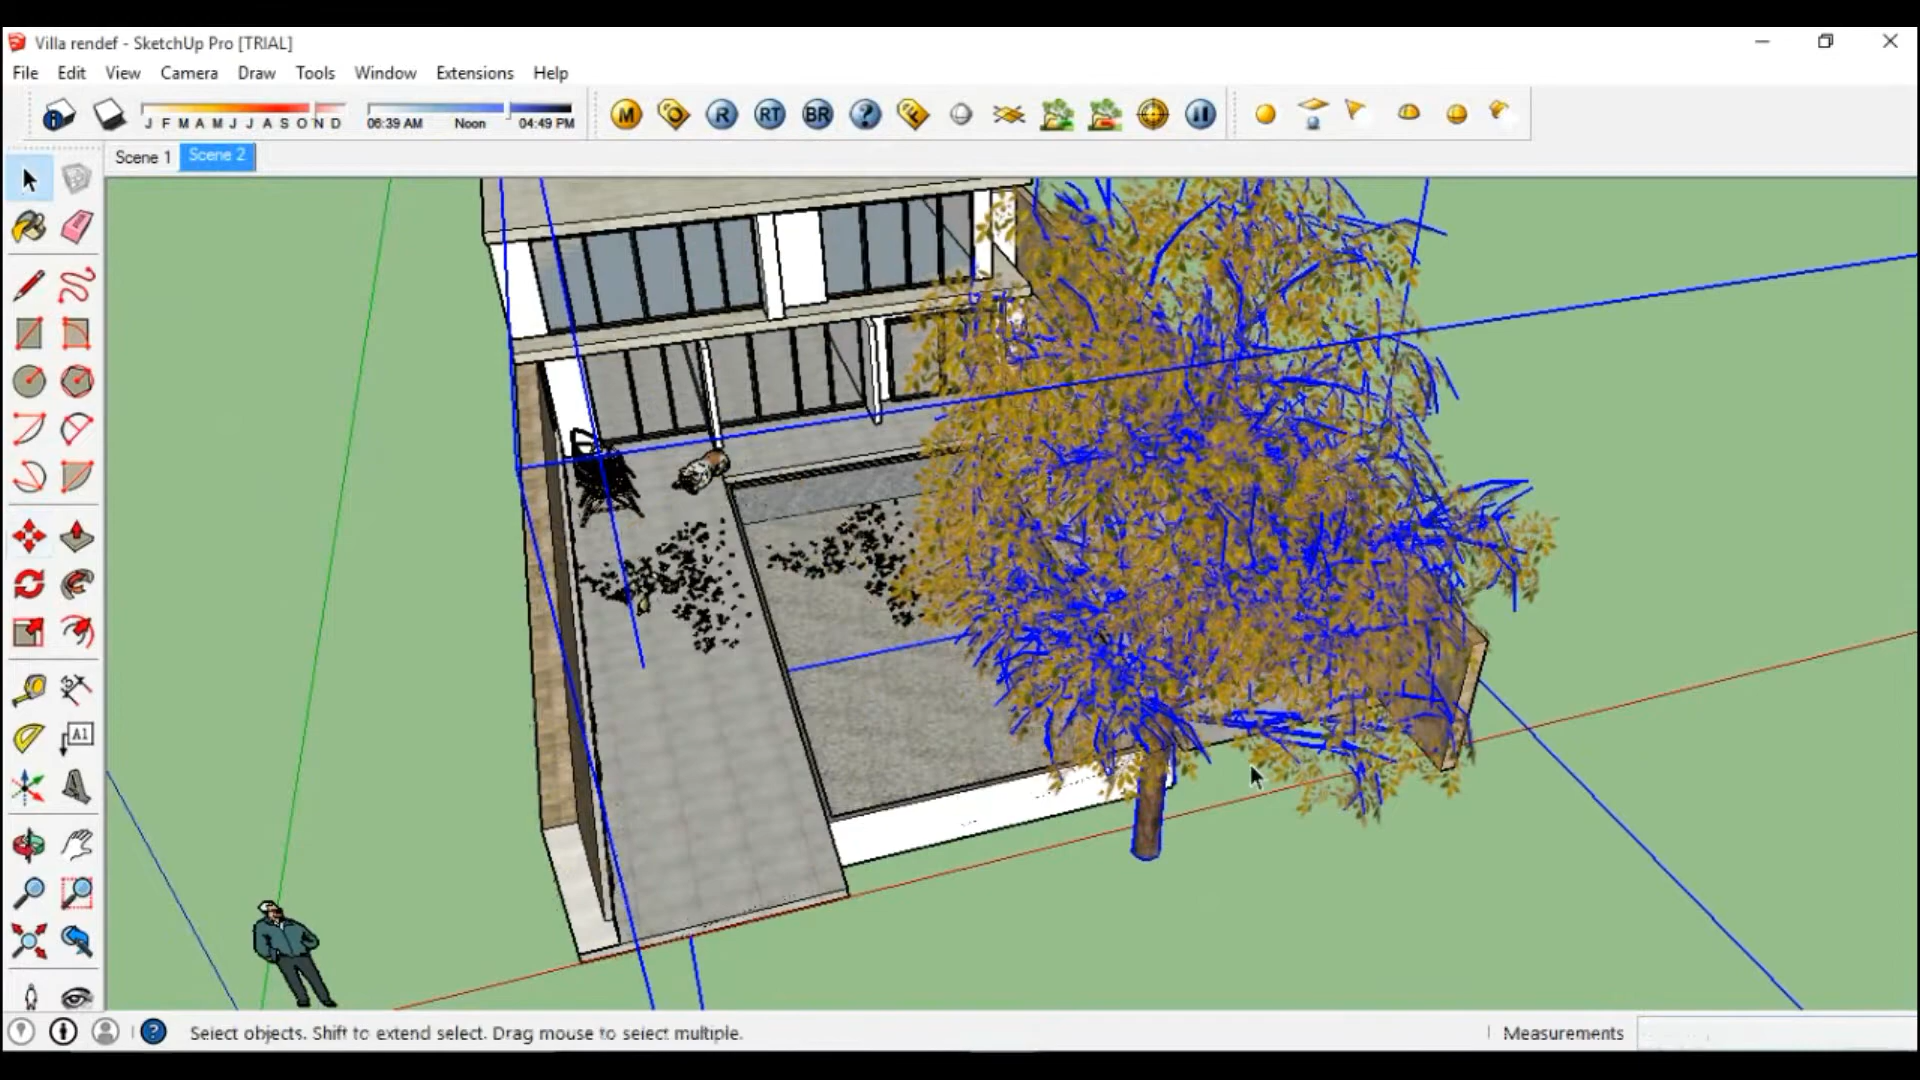 Villa rendef - SketchUp Pro [TRIAL]
File Edit View Camera Draw Tools Window Extensions Help
J F M A M J J A S O N D 06:39 AM Noon 04:49 PM M R RT BR ?
Scene 1 Scene 2
A1
? Select objects. Shift to extend select. Drag mouse to select multiple. Measurements